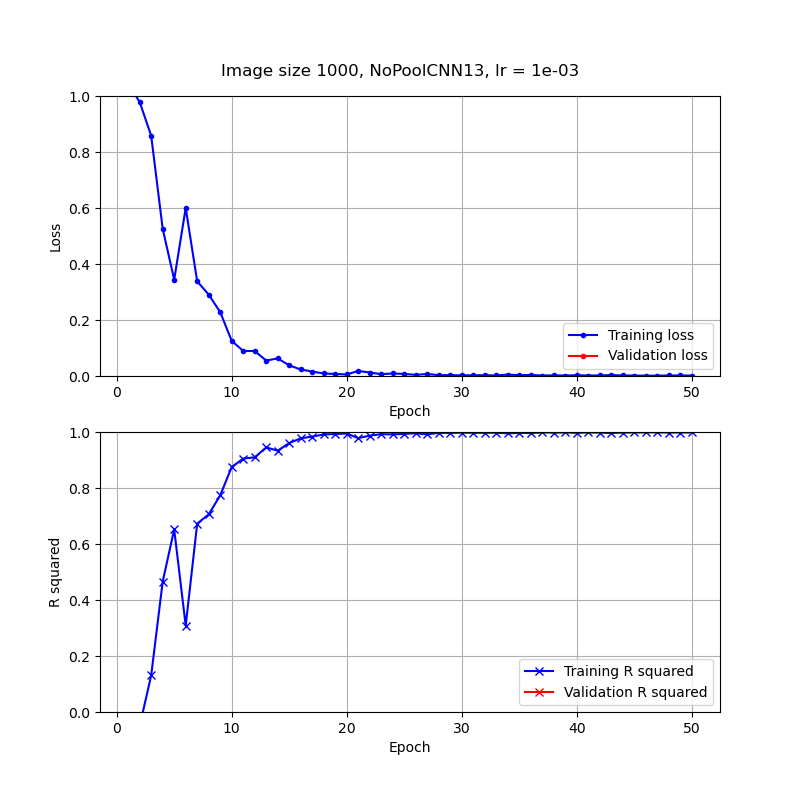 Image size 1000, NoPoolCNN13, lr = 1e-03
1.0
0.8
0.6
0.4
0.2
0.0
Loss
Training loss
Validation loss
0 10 20 30 40 50
Epoch
1.0
0.8
0.6
0.4
0.2
0.0
R squared
Training R squared
Validation R squared
0 10 20 30 40 50
Epoch